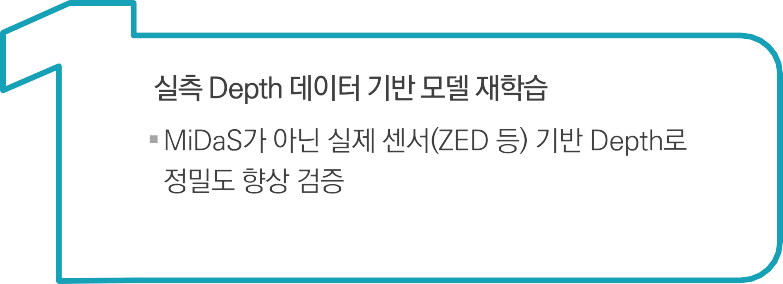 1
실측 Depth 데이터 기반 모델 재학습
▪ MiDaS가 아닌 실제 센서(ZED 등) 기반 Depth로
정밀도 향상 검증